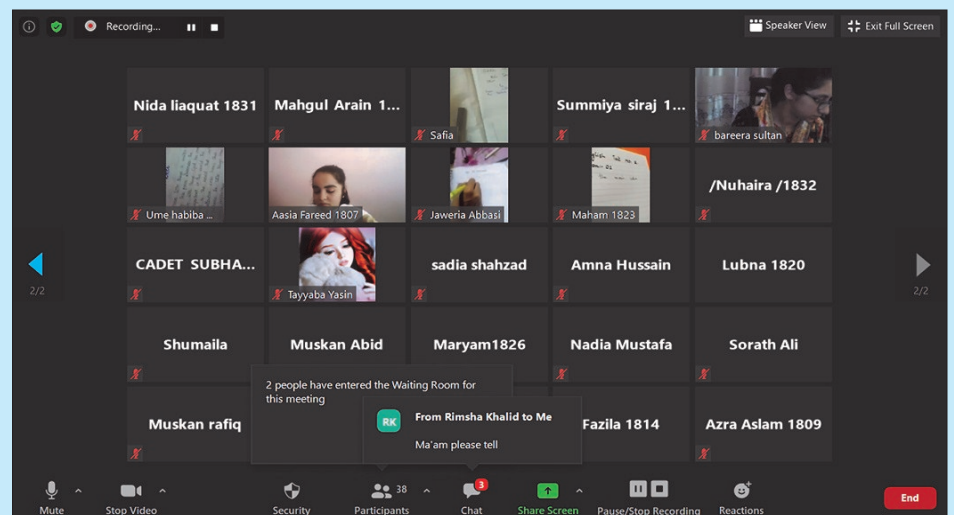 Recording...
Speaker View
Exit Full Screen
Nida liaquat 1831
Mahgul Arain 1...
Safia
Summiya siraj 1...
bareera sultan
Ume habiba ...
Aasia Fareed 1807
Jaweria Abbasi
Maham 1823
/Nuhaira /1832
CADET SUBHA...
Tayyaba Yasin
sadia shahzad
Amna Hussain
Lubna 1820
2/2
2/2
Shumaila
Muskan Abid
Maryam1826
Nadia Mustafa
Sorath Ali
2 people have entered the Waiting Room for
this meeting
RK
From Rimsha Khalid to Me
Ma'am please tell
Muskan rafiq
Fazila 1814
Azra Aslam 1809
Mute
Stop Video
Security
Participants
38
Chat
3
Share Screen
Pause/Stop Recording
Reactions
End